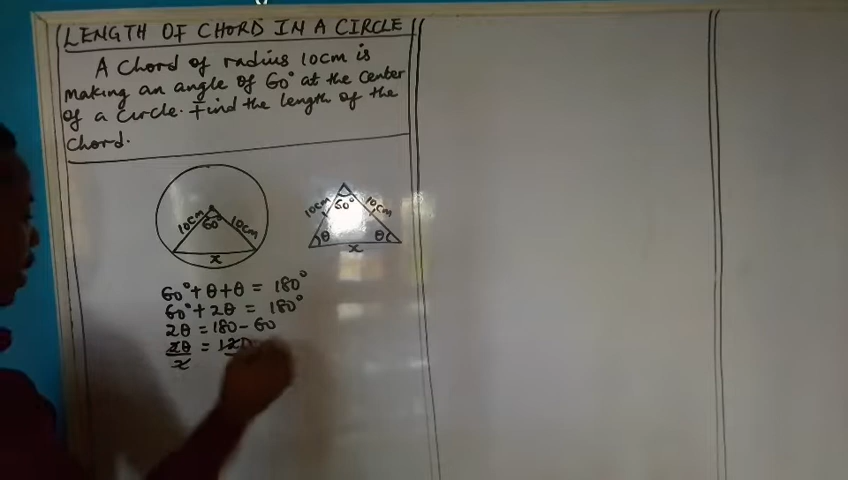 LENGTH OF CHORD IN A CIRCLE
A Chord of radius 10cm is
making an angle of 60° at the center
of a circle. Find the length of the
Chord.
10cm 60° 10cm
x
10cm 60° 10cm
θ θ
x
60° + θ + θ = 180°
60° + 2θ = 180°
2θ = 180 - 60
2θ = 120
2